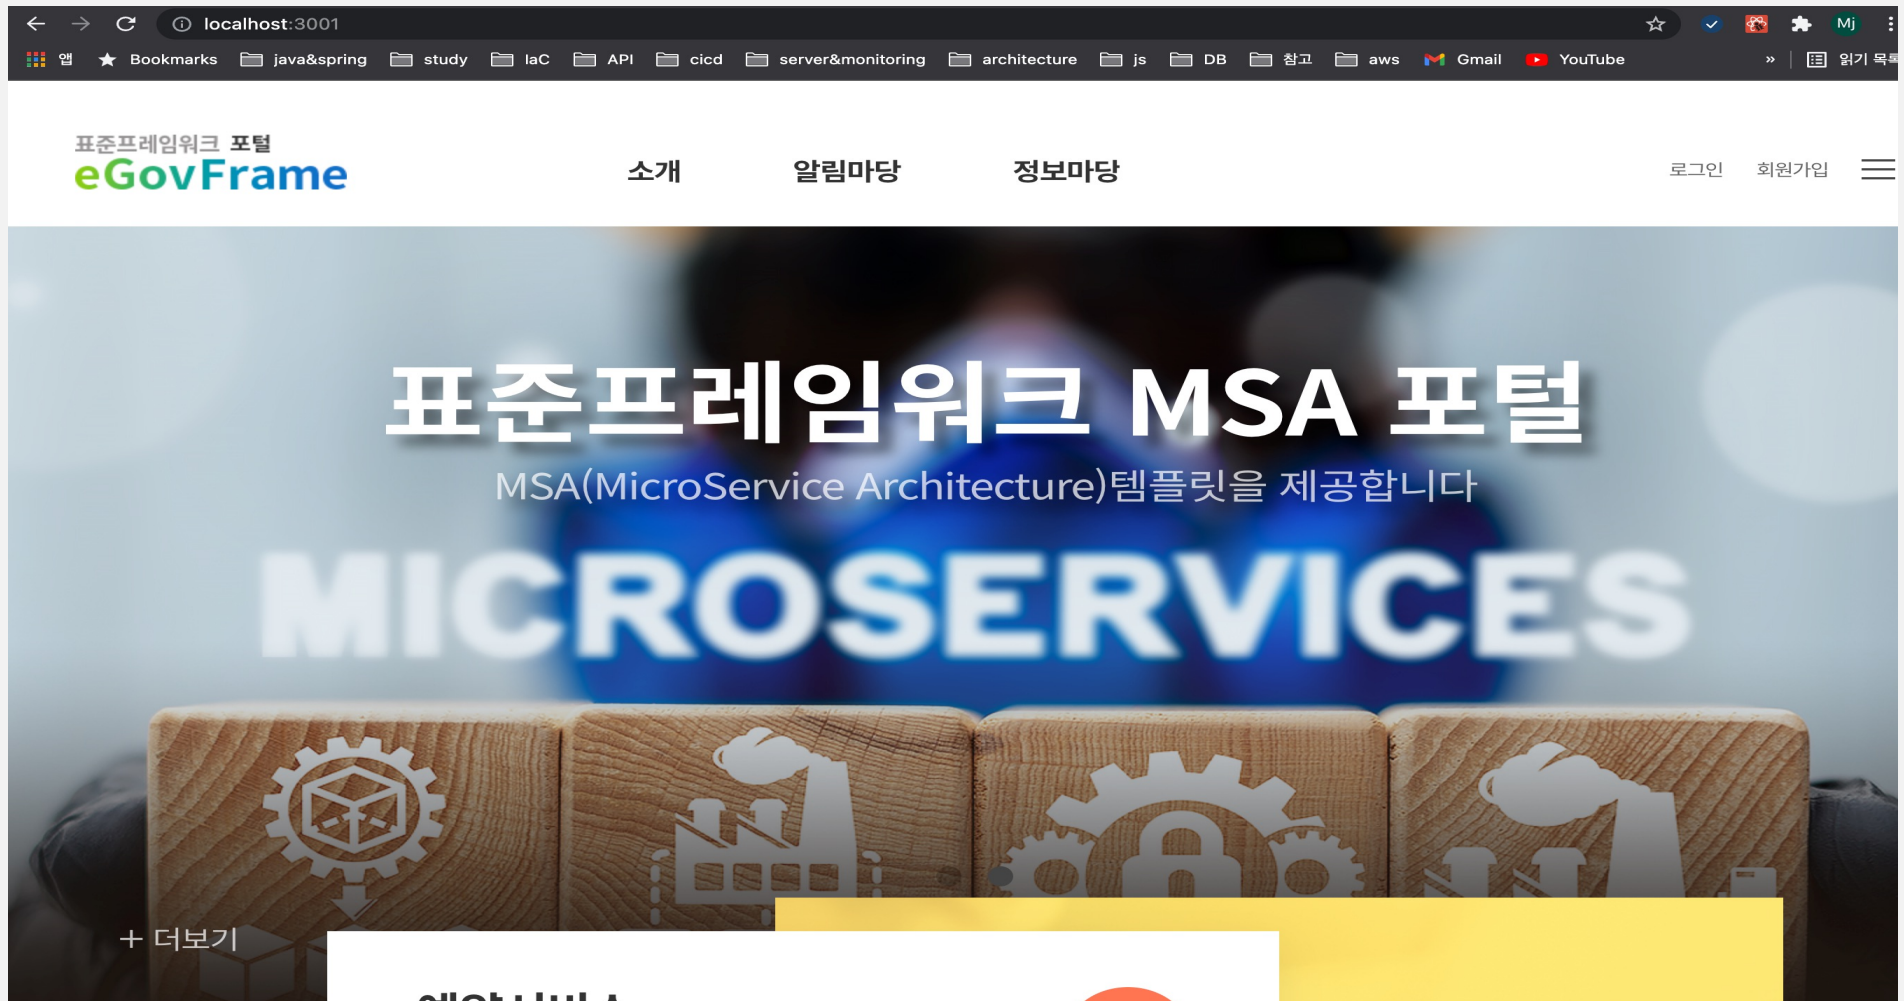 localhost:3001
Mj
앱 Bookmarks java&spring study IaC API cicd server&monitoring architecture js DB 참고 aws Gmail YouTube » 읽기 목록
표준프레임워크 포털
eGovFrame
소개 알림마당 정보마당
로그인 회원가입
표준프레임워크 MSA 포털
MSA(MicroService Architecture)템플릿을 제공합니다
MICROSERVICES
+ 더보기